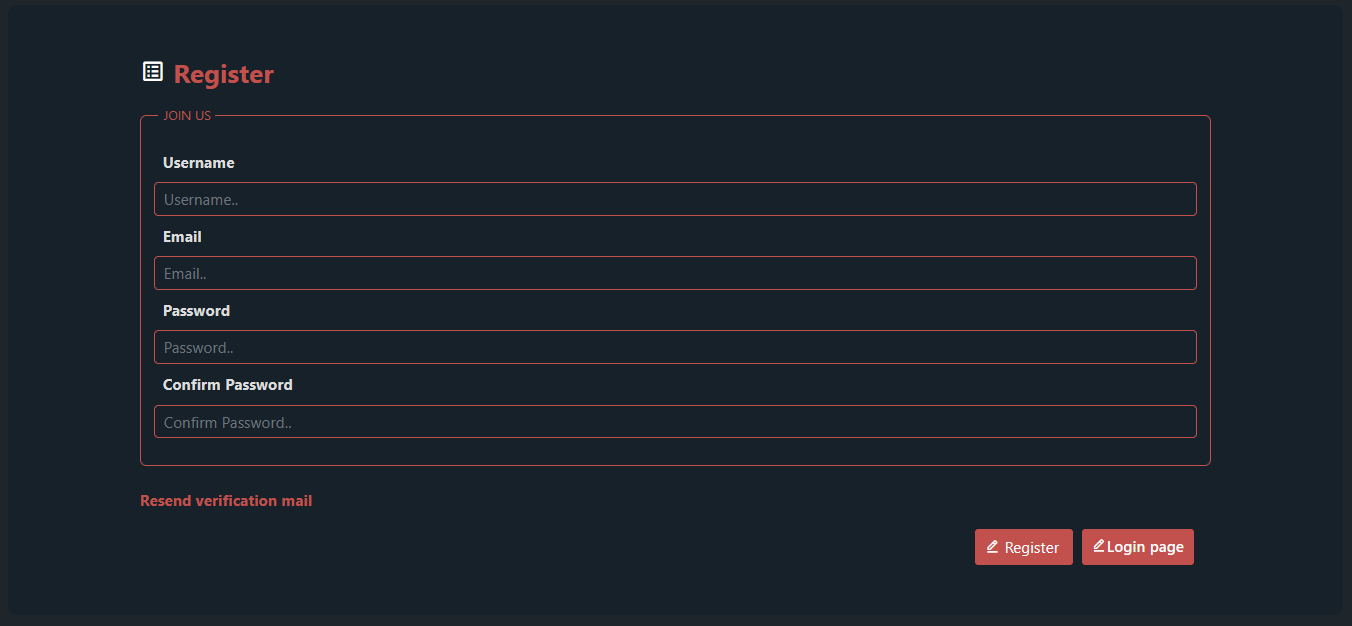 Register
JOIN US
Username
Username..
Email
Email..
Password
Password..
Confirm Password
Confirm Password..
Resend verification mail
Register Login page